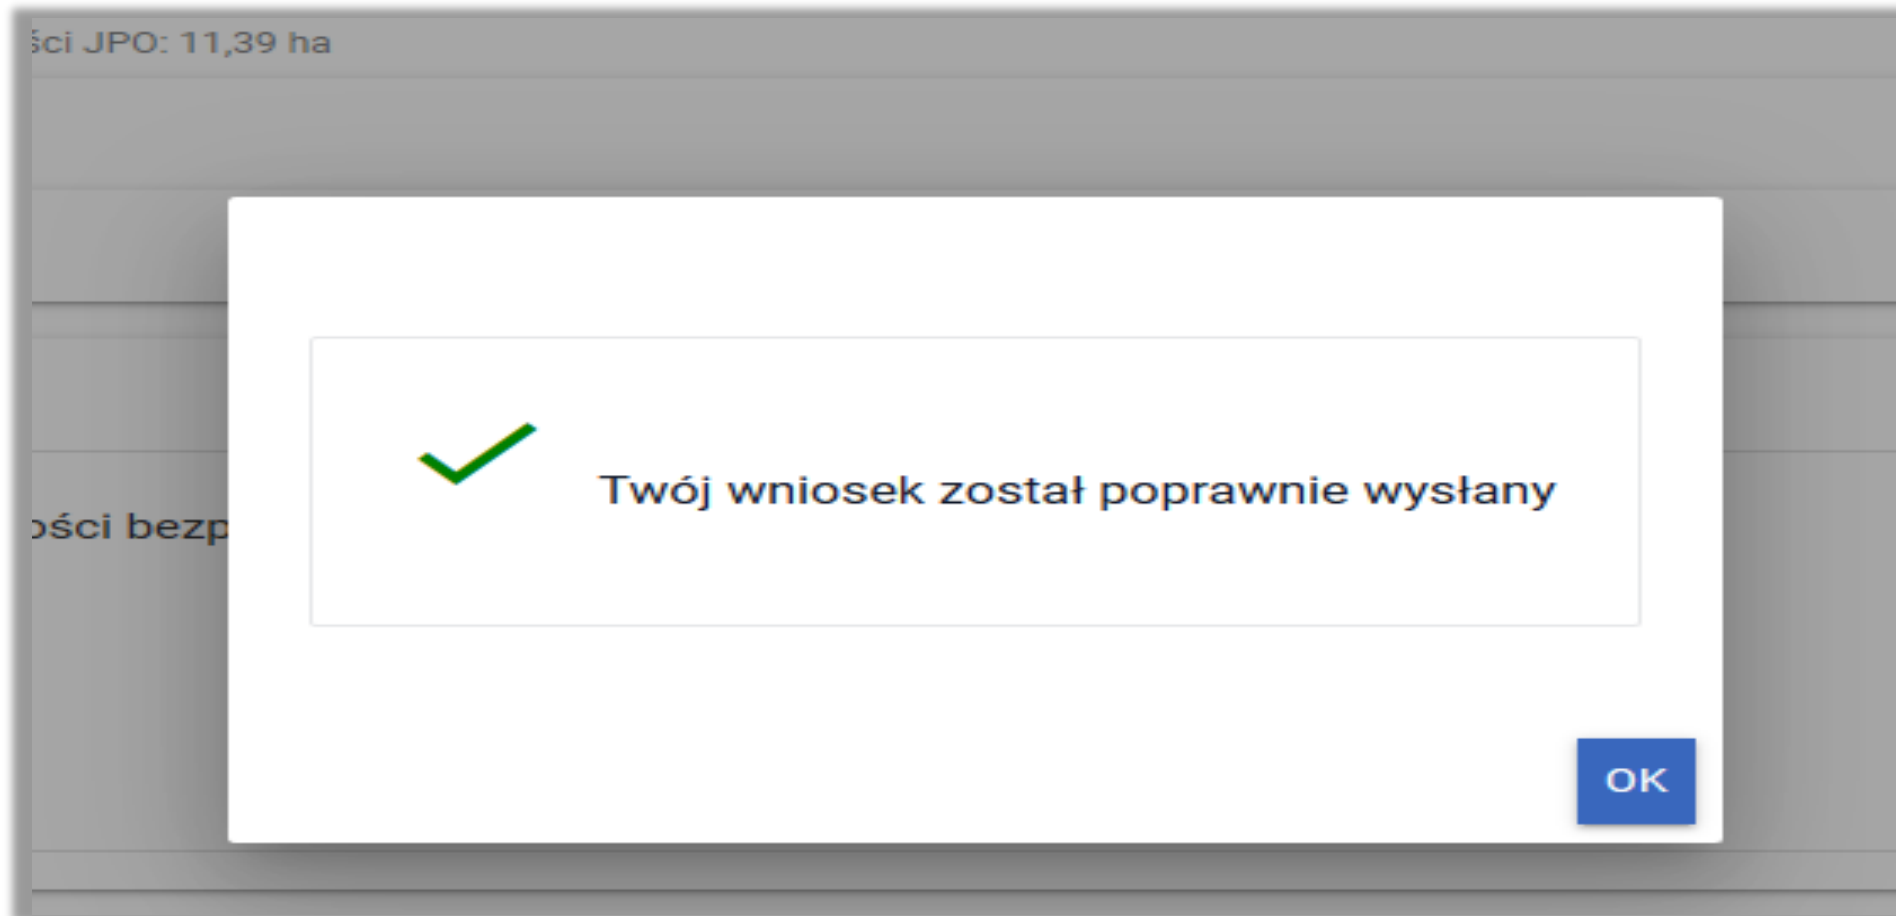 ści JPO: 11,39 ha
Twój wniosek został poprawnie wysłany
ości bezp
OK